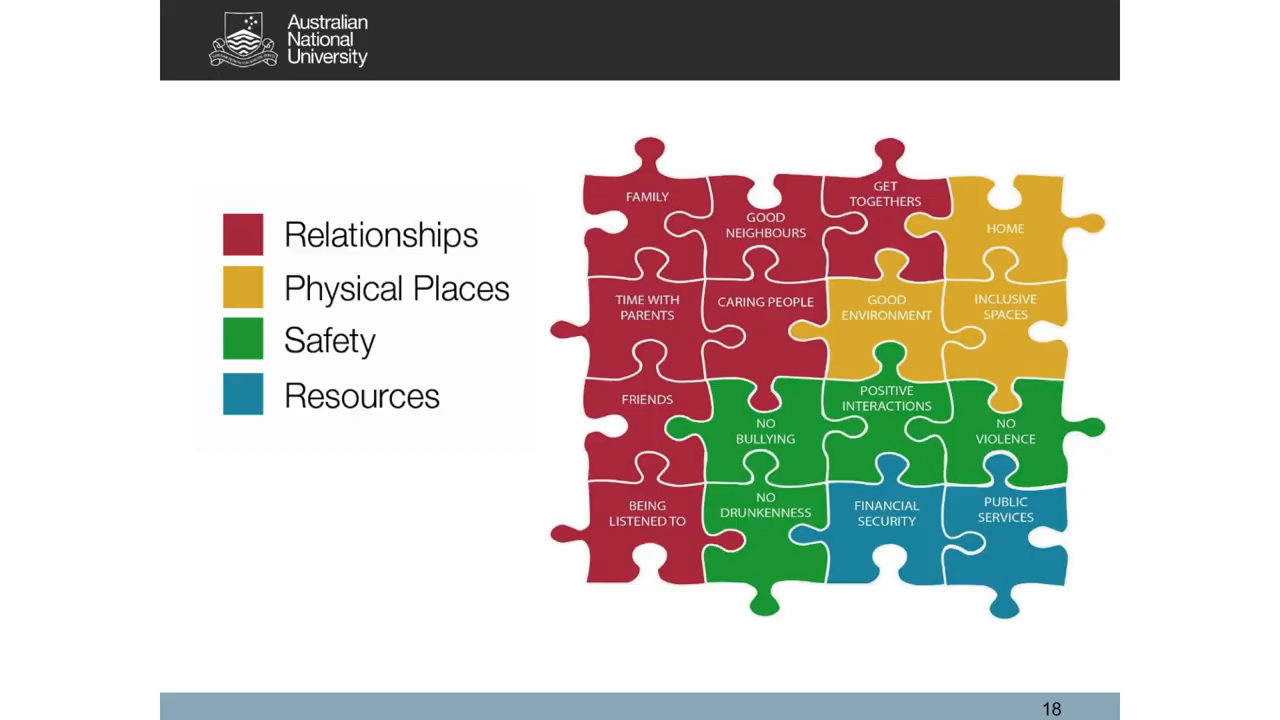 Australian
National
University
Relationships
Physical Places
Safety
Resources
FAMILY
GOOD
NEIGHBOURS
GET
TOGETHERS
HOME
TIME WITH
PARENTS
CARING PEOPLE
GOOD
ENVIRONMENT
INCLUSIVE
SPACES
FRIENDS
NO
BULLYING
POSITIVE
INTERACTIONS
NO
VIOLENCE
BEING
LISTENED TO
NO
DRUNKENNESS
FINANCIAL
SECURITY
PUBLIC
SERVICES
18